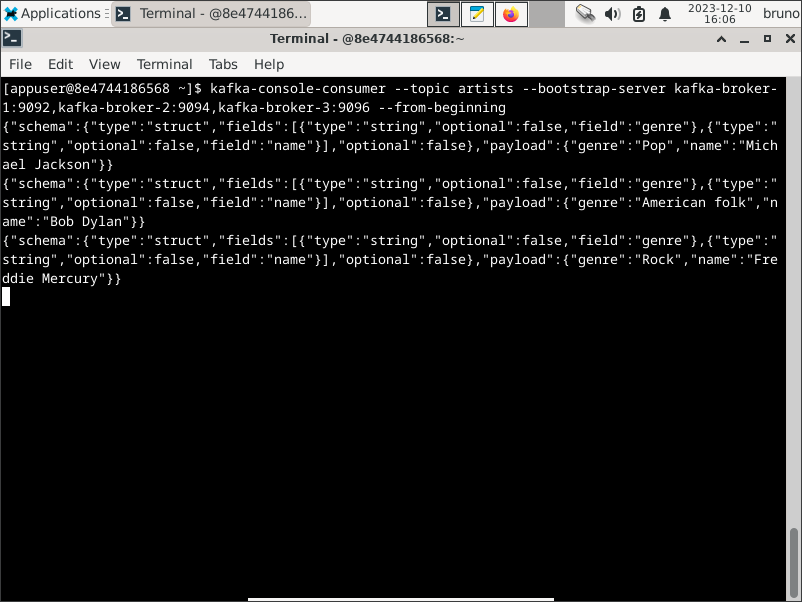 Applications
Terminal - @8e4744186...
2023-12-10
16:06
bruno
Terminal - @8e4744186568:~
File Edit View Terminal Tabs Help
[appuser@8e4744186568 ~]$ kafka-console-consumer --topic artists --bootstrap-server kafka-broker-
1:9092,kafka-broker-2:9094,kafka-broker-3:9096 --from-beginning
{"schema":{"type":"struct","fields":[{"type":"string","optional":false,"field":"genre"},{"type":"
string","optional":false,"field":"name"}],"optional":false},"payload":{"genre":"Pop","name":"Mich
ael Jackson"}}
{"schema":{"type":"struct","fields":[{"type":"string","optional":false,"field":"genre"},{"type":"
string","optional":false,"field":"name"}],"optional":false},"payload":{"genre":"American folk","n
ame":"Bob Dylan"}}
{"schema":{"type":"struct","fields":[{"type":"string","optional":false,"field":"genre"},{"type":"
string","optional":false,"field":"name"}],"optional":false},"payload":{"genre":"Rock","name":"Fre
ddie Mercury"}}